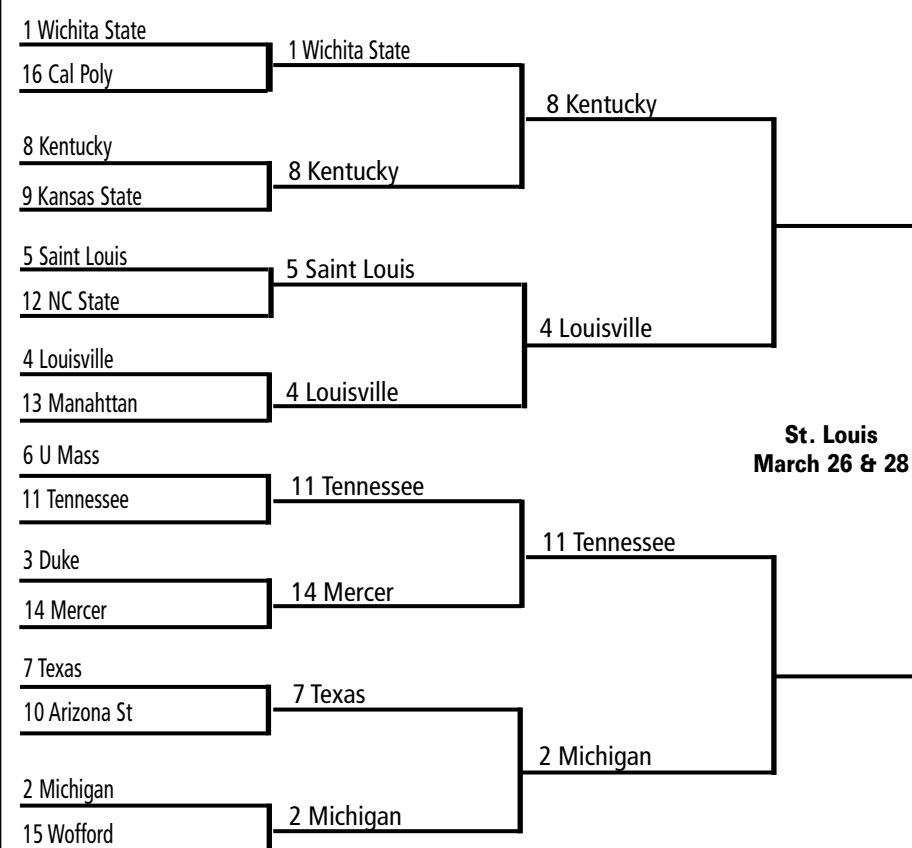 1 Wichita State
16 Cal Poly
8 Kentucky
9 Kansas State
5 Saint Louis
12 NC State
4 Louisville
13 Manahttan
6 U Mass
11 Tennessee
3 Duke
14 Mercer
7 Texas
10 Arizona St
2 Michigan
15 Wofford
1 Wichita State
8 Kentucky
5 Saint Louis
4 Louisville
11 Tennessee
14 Mercer
7 Texas
2 Michigan
8 Kentucky
4 Louisville
11 Tennessee
2 Michigan
St. Louis
March 26 & 28